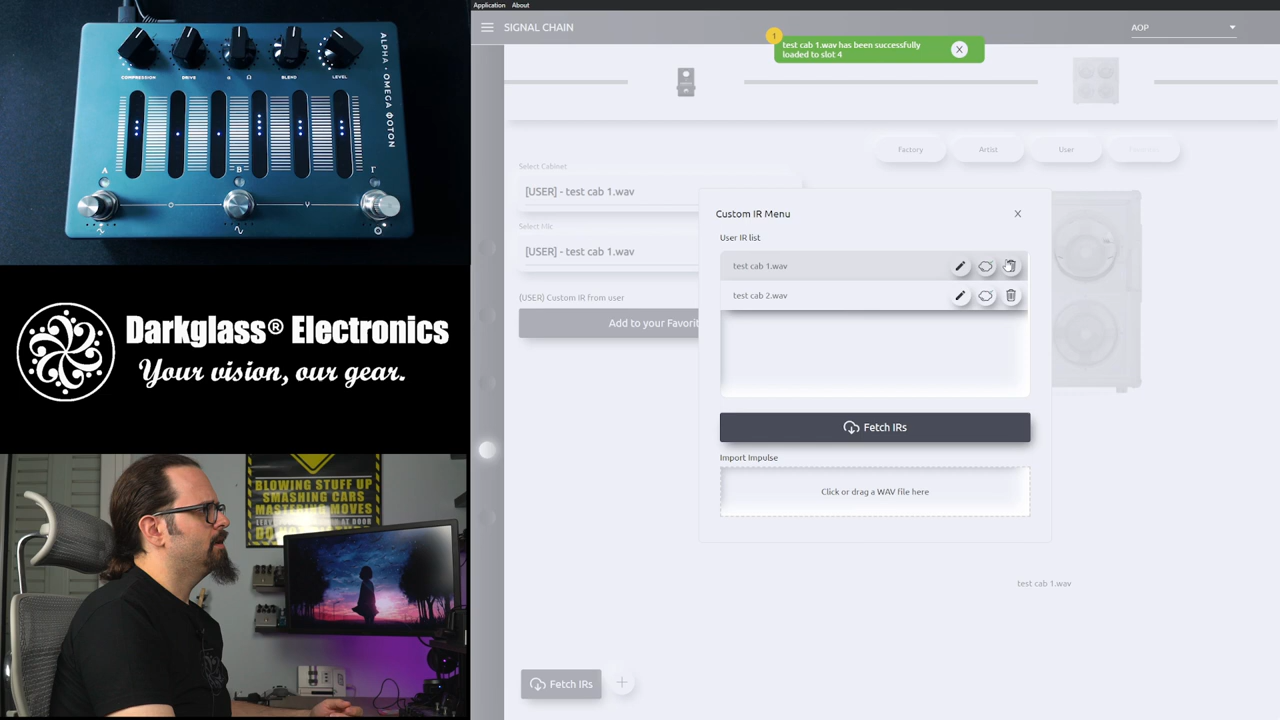 COMPRESSION
DRIVE
α
Ω
BLEND
LEVEL
ALPHA · OMEGA ΦOTON
A
B
Γ
Darkglass® Electronics
Your vision, our gear.
BLOWING STUFF UP
SMASHING CARS
MASTERING MOVES
Application About
SIGNAL CHAIN
AOP
1
test cab 1.wav has been successfully
loaded to slot 4
X
Factory
Artist
User
Favorites
Select Cabinet
[USER] - test cab 1.wav
Select Mic
[USER] - test cab 1.wav
(USER) Custom IR from user
Add to your Favorit
Custom IR Menu
X
User IR list
test cab 1.wav
test cab 2.wav
Fetch IRs
Import Impulse
Click or drag a WAV file here
test cab 1.wav
Fetch IRs